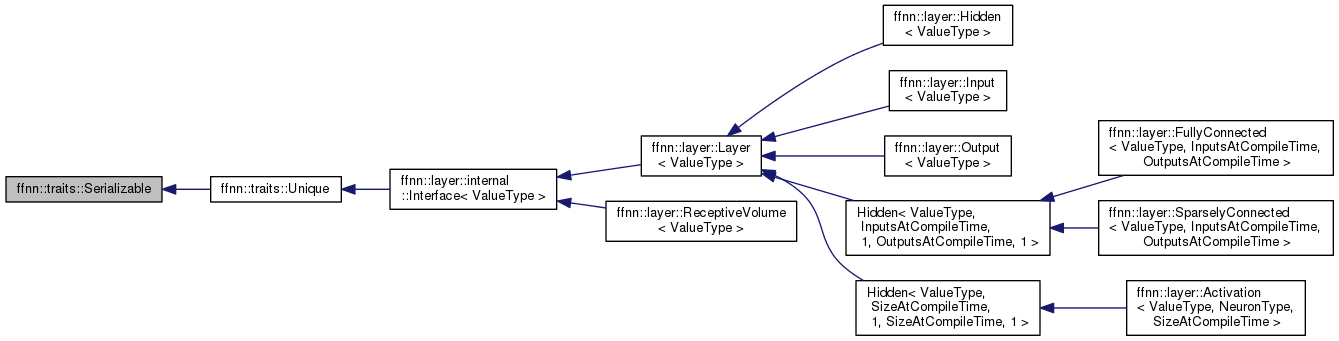 ffnn::traits::Serializable
ffnn::traits::Unique
ffnn::layer::internal
::Interface< ValueType >
ffnn::layer::Layer
< ValueType >
ffnn::layer::ReceptiveVolume
< ValueType >
ffnn::layer::Hidden
< ValueType >
ffnn::layer::Input
< ValueType >
ffnn::layer::Output
< ValueType >
Hidden< ValueType,
InputsAtCompileTime,
1, OutputsAtCompileTime, 1 >
Hidden< ValueType,
SizeAtCompileTime,
1, SizeAtCompileTime, 1 >
ffnn::layer::FullyConnected
< ValueType, InputsAtCompileTime,
OutputsAtCompileTime >
ffnn::layer::SparselyConnected
< ValueType, InputsAtCompileTime,
OutputsAtCompileTime >
ffnn::layer::Activation
< ValueType, NeuronType,
SizeAtCompileTime >